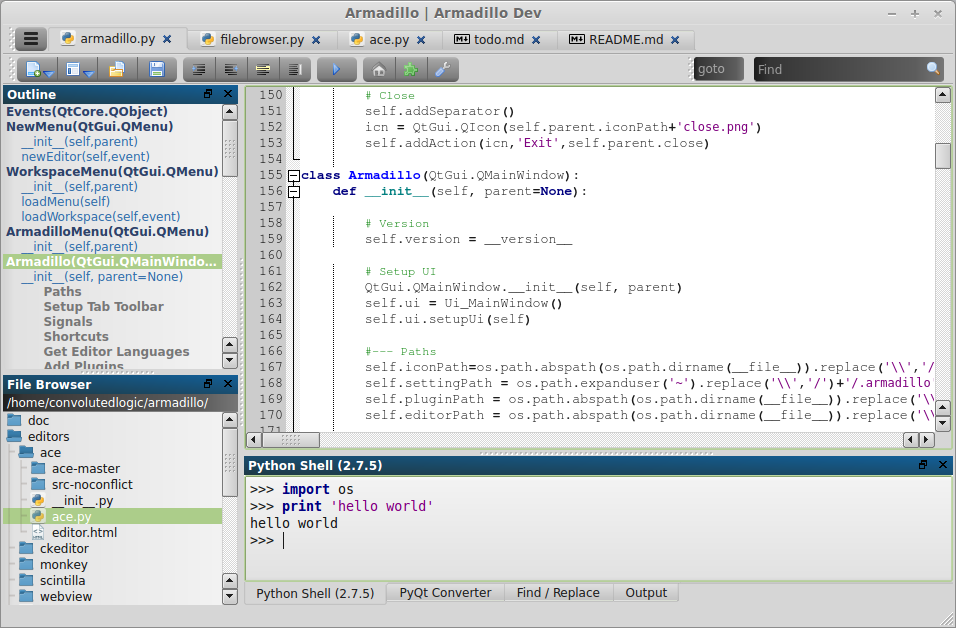 Armadillo | Armadillo Dev
armadillo.py
filebrowser.py
ace.py
todo.md
README.md
goto
Find
Outline
Events(QtCore.QObject)
NewMenu(QtGui.QMenu)
__init__(self,parent)
newEditor(self,event)
WorkspaceMenu(QtGui.QMenu)
__init__(self,parent)
loadMenu(self)
loadWorkspace(self,event)
ArmadilloMenu(QtGui.QMenu)
__init__(self,parent)
Armadillo(QtGui.QMainWindo...
__init__(self, parent=None)
Paths
Setup Tab Toolbar
Signals
Shortcuts
Get Editor Languages
Add Plugins
File Browser
/home/convolutedlogic/armadillo/
doc
editors
ace
ace-master
src-noconflict
__init__.py
ace.py
editor.html
ckeditor
monkey
scintilla
webview
150 # Close
151 self.addSeparator()
152 icn = QtGui.QIcon(self.parent.iconPath+'close.png')
153 self.addAction(icn,'Exit',self.parent.close)
154
155 class Armadillo(QtGui.QMainWindow):
156 def __init__(self, parent=None):
157
158 # Version
159 self.version = __version__
160
161 # Setup UI
162 QtGui.QMainWindow.__init__(self, parent)
163 self.ui = Ui_MainWindow()
164 self.ui.setupUi(self)
165
166 #--- Paths
167 self.iconPath=os.path.abspath(os.path.dirname(__file__)).replace('\\','/
168 self.settingPath = os.path.expanduser('~').replace('\\','/')+'/.armadillo
169 self.pluginPath = os.path.abspath(os.path.dirname(__file__)).replace('\\
170 self.editorPath = os.path.abspath(os.path.dirname(__file__)).replace('\\
171
Python Shell (2.7.5)
>>> import os
>>> print 'hello world'
hello world
>>>
Python Shell (2.7.5)
PyQt Converter
Find / Replace
Output